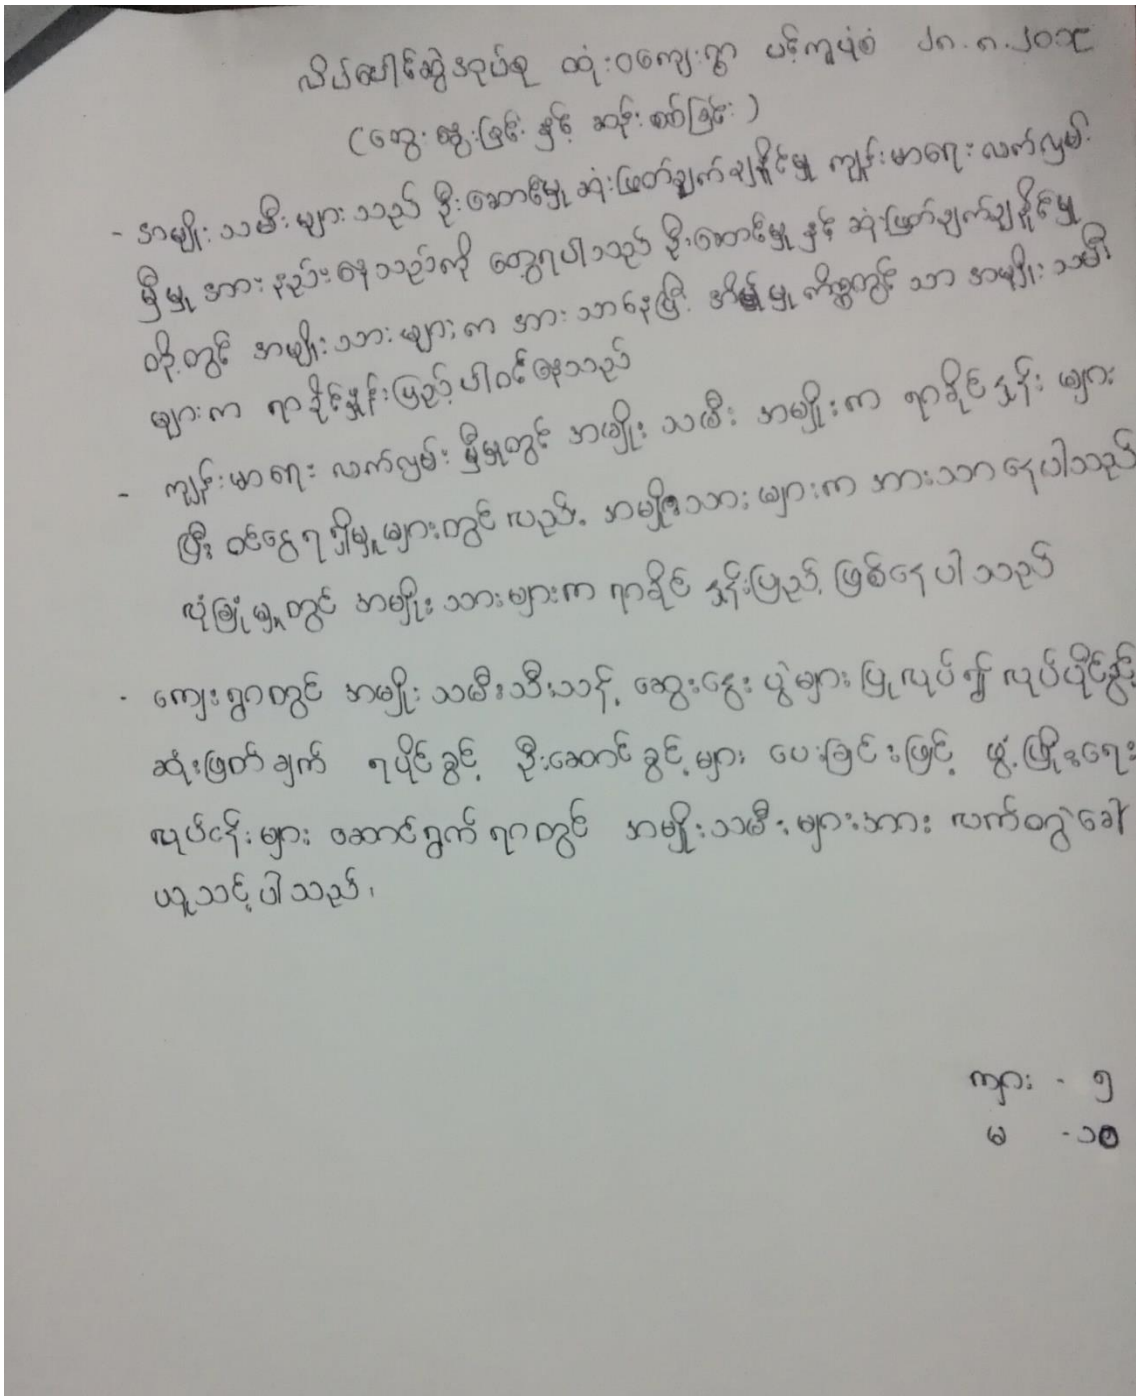 လိပ်ပေါင်ဆွဲအုပ်စု ထုံးဝကျေးရွာ ပင့်ကူပုံစံ ၂၈.၈.၂၀၁၉
(ဆွေးနွေးခြင်း နှင့် ဆန်းစစ်ခြင်း)
- အမျိုးသမီးများသည် ဦးဆောင်မှု ဆုံးဖြတ်ချက်ချနိုင်မှု ကျန်းမာရေးလက်လှမ်း
မှီမှု အားနည်းနေသည်ကို တွေ့ရပါသည် ဦးဆောင်မှု နှင့် ဆုံးဖြတ်ချက်ချနိုင်မှု
တို့တွင် အမျိုးသားများက အားသာနေပြီး အိမ်မှုကိစ္စတွင် သာ အမျိုးသမီး
များက ရာခိုင်နှုန်းပြည့်ပါဝင်နေသည်
- ကျန်းမာရေး လက်လှမ်းမှီမှုတွင် အမျိုးသမီး အမျိုးက ရာခိုင်နှုန်း များ
ပြီး ဝင်ငွေရရှိမှုများတွင်လည်း အမျိုးသားများက အားသာနေပါသည်
လုံခြုံမှုတွင် အမျိုးသားများက ရာခိုင်နှုန်းပြည့် ဖြစ်နေပါသည်
- ကျေးရွာတွင် အမျိုးသမီးသီးသန့် ဆွေးနွေးပွဲများ ပြုလုပ်၍ လုပ်ပိုင်ခွင့်
ဆုံးဖြတ်ချက် ရပိုင်ခွင့် ဦးဆောင်ခွင့်များ ပေးခြင်းဖြင့် ဖွံ့ဖြိုးရေး
လုပ်ငန်းများ ဆောင်ရွက်ရာတွင် အမျိုးသမီးများအား လက်တွဲခေါ်
ယူသင့်ပါသည်၊
ကျား - ၅
မ - ၁၀